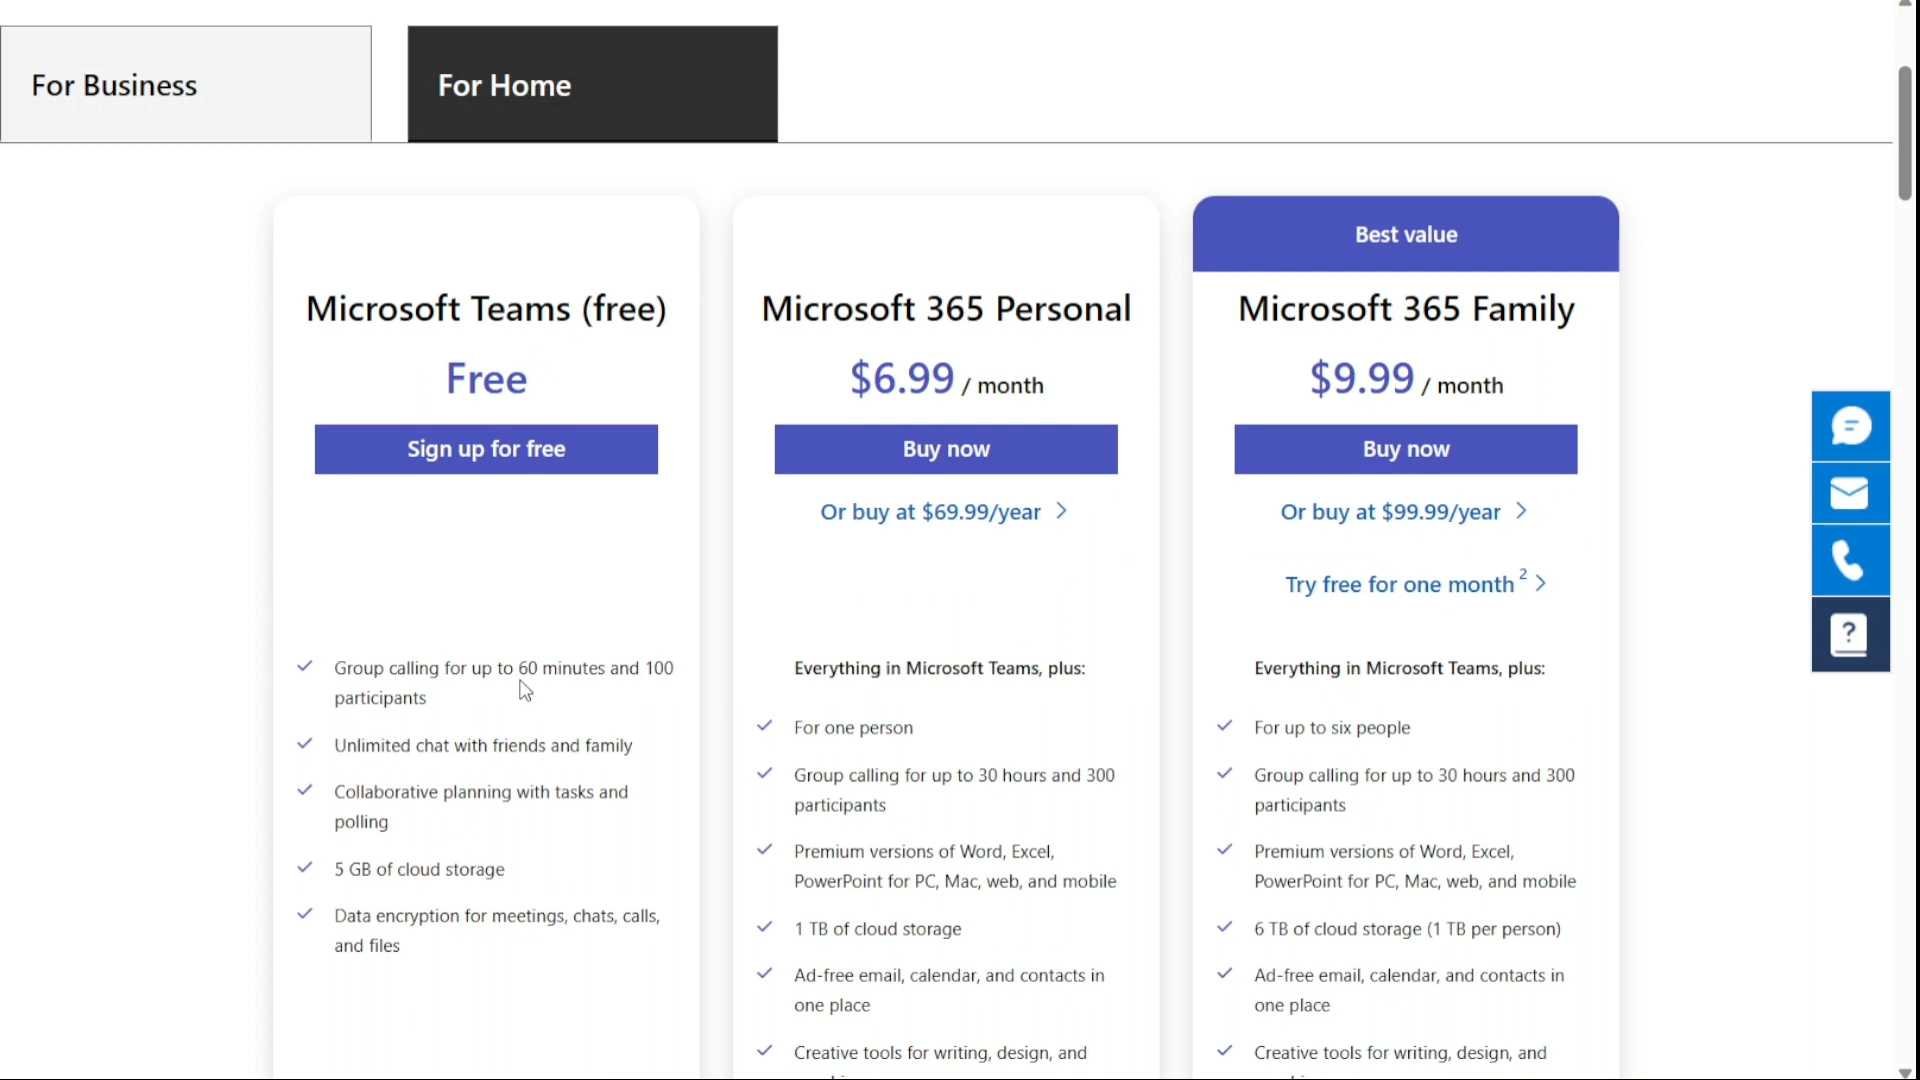 For Business
For Home
Microsoft Teams (free)
Free
Sign up for free
Group calling for up to 60 minutes and 100
participants
Unlimited chat with friends and family
Collaborative planning with tasks and
polling
5 GB of cloud storage
Data encryption for meetings, chats, calls,
and files
Microsoft 365 Personal
$6.99 / month
Buy now
Or buy at $69.99/year
Everything in Microsoft Teams, plus:
For one person
Group calling for up to 30 hours and 300
participants
Premium versions of Word, Excel,
PowerPoint for PC, Mac, web, and mobile
1 TB of cloud storage
Ad-free email, calendar, and contacts in
one place
Creative tools for writing, design, and
Best value
Microsoft 365 Family
$9.99 / month
Buy now
Or buy at $99.99/year
Try free for one month 2
Everything in Microsoft Teams, plus:
For up to six people
Group calling for up to 30 hours and 300
participants
Premium versions of Word, Excel,
PowerPoint for PC, Mac, web, and mobile
6 TB of cloud storage (1 TB per person)
Ad-free email, calendar, and contacts in
one place
Creative tools for writing, design, and